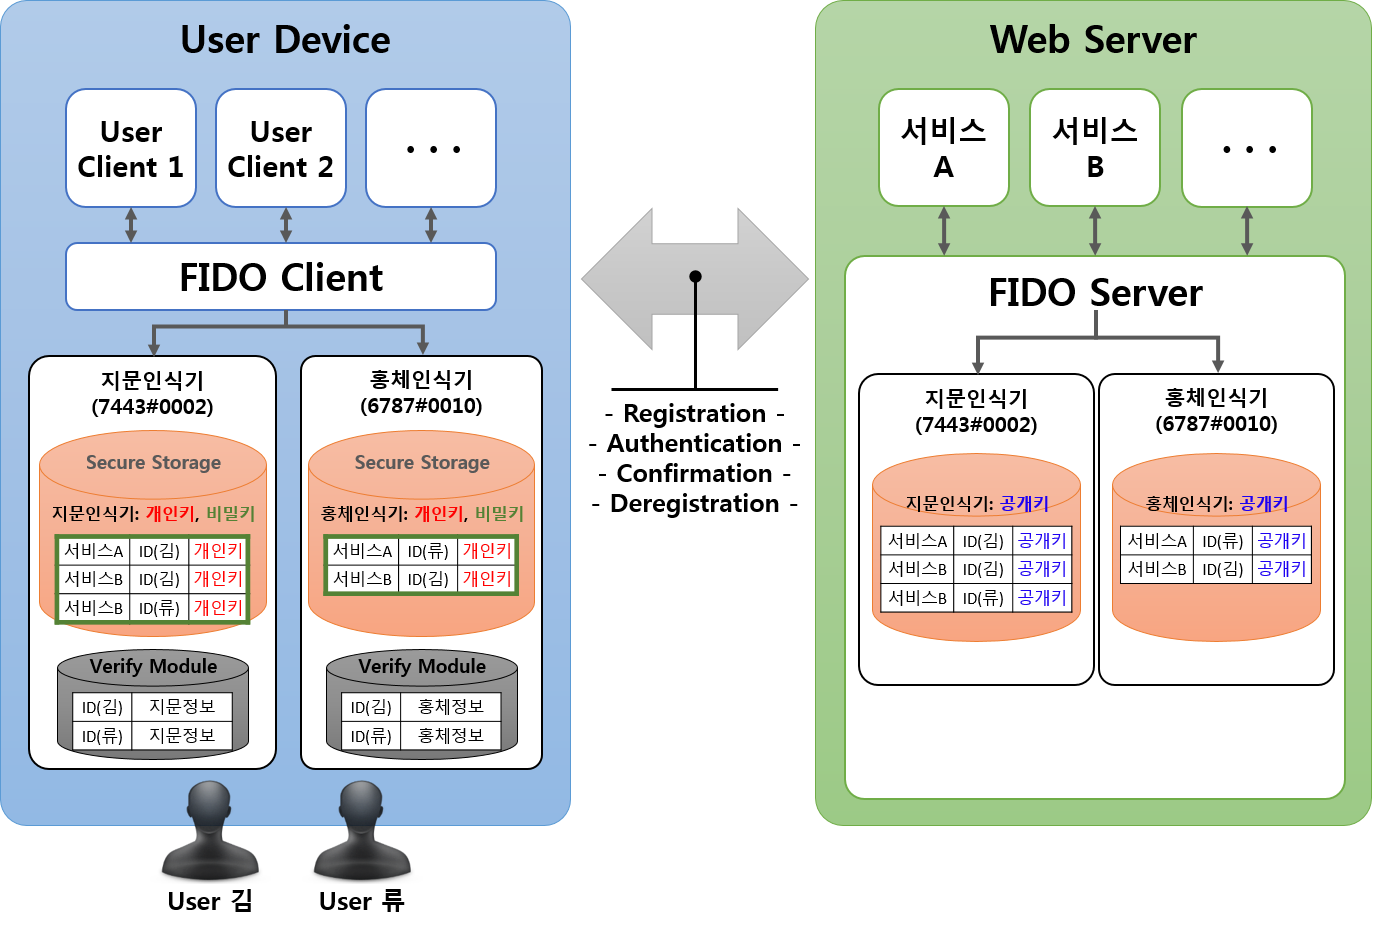 User Device
User
Client 1
User
Client 2
• • •
FIDO Client
지문인식기
(7443#0002)
Secure Storage
지문인식기: 개인키, 비밀키
서비스A ID(김) 개인키
서비스B ID(김) 개인키
서비스B ID(류) 개인키
Verify Module
ID(김) 지문정보
ID(류) 지문정보
홍체인식기
(6787#0010)
Secure Storage
홍체인식기: 개인키, 비밀키
서비스A ID(류) 개인키
서비스B ID(김) 개인키
Verify Module
ID(김) 홍체정보
ID(류) 홍체정보
User 김
User 류
- Registration -
- Authentication -
- Confirmation -
- Deregistration -
Web Server
서비스
A
서비스
B
• • •
FIDO Server
지문인식기
(7443#0002)
지문인식기: 공개키
서비스A ID(김) 공개키
서비스B ID(김) 공개키
서비스B ID(류) 공개키
홍체인식기
(6787#0010)
홍체인식기: 공개키
서비스A ID(류) 공개키
서비스B ID(김) 공개키